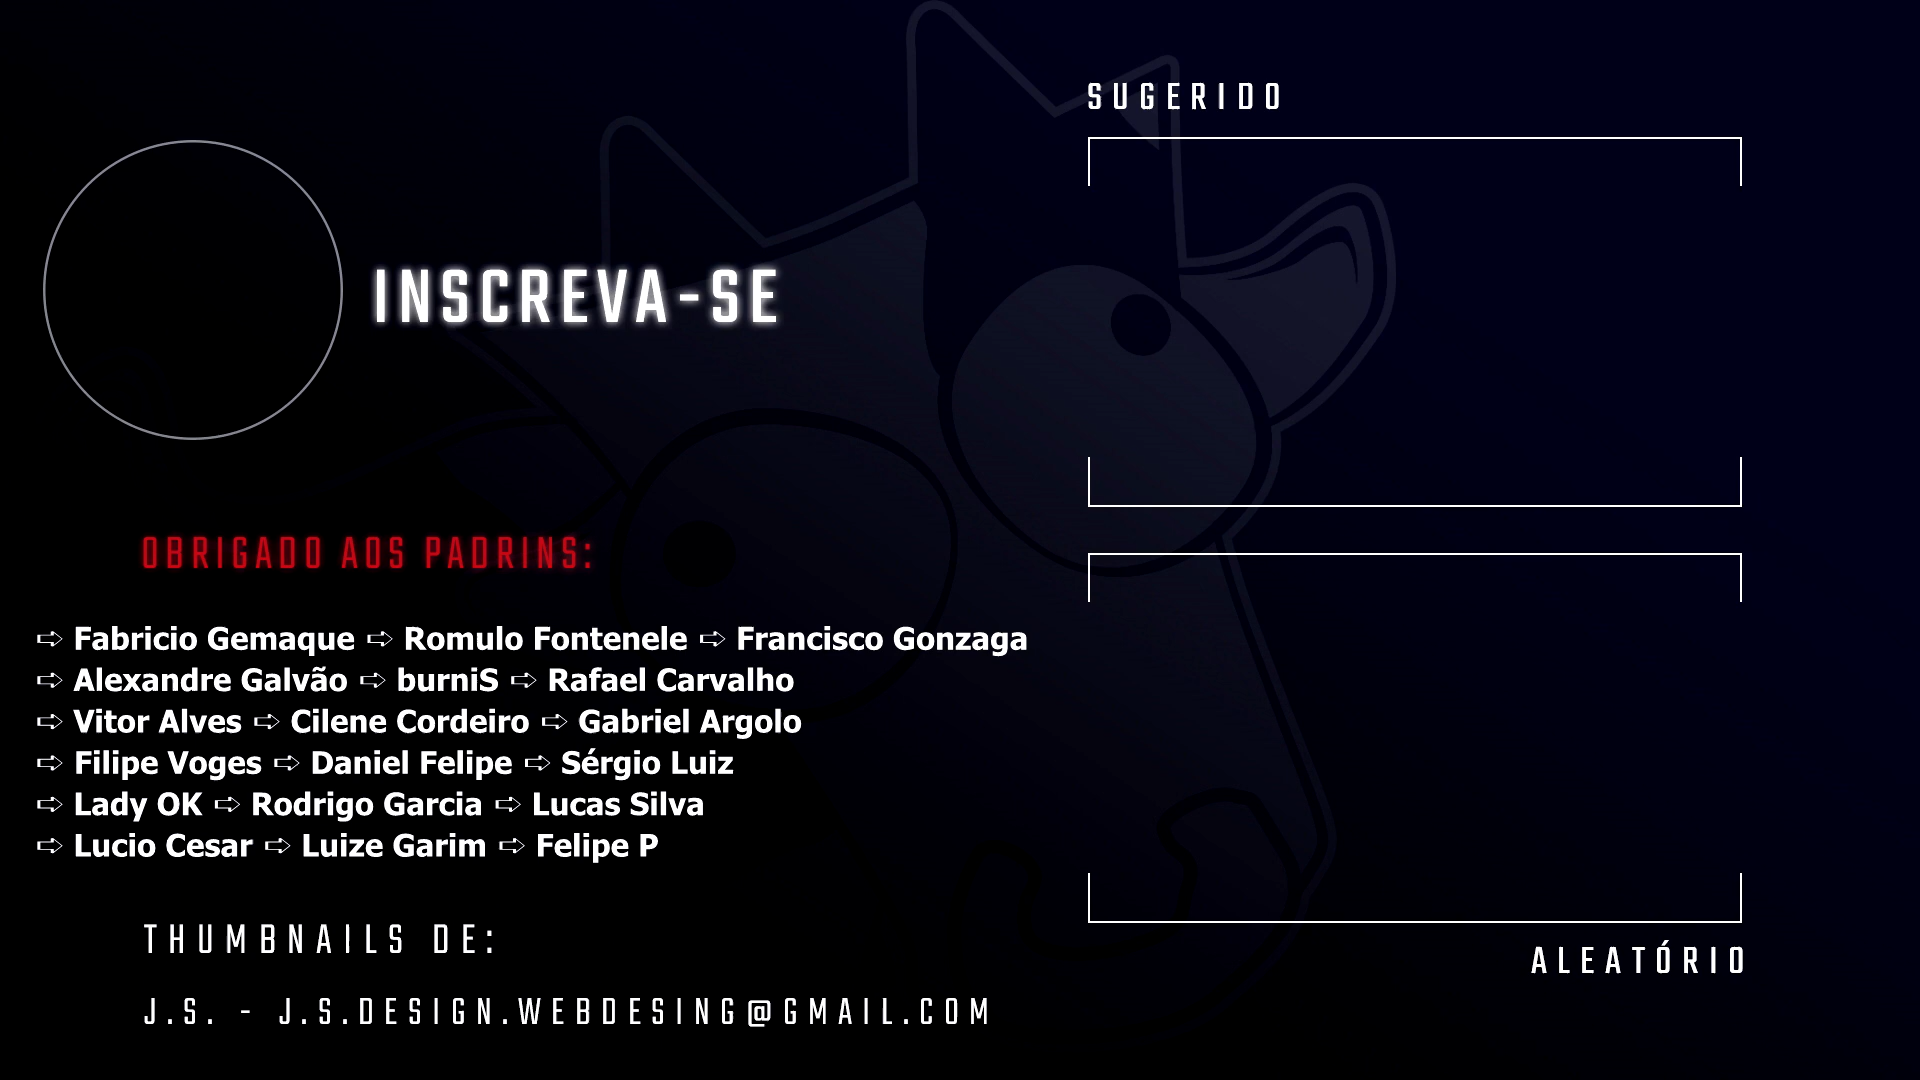 SUGERIDO
INSCREVA-SE
OBRIGADO AOS PADRINS:
➪ Fabricio Gemaque ➪ Romulo Fontenele ➪ Francisco Gonzaga
➪ Alexandre Galvão ➪ burniS ➪ Rafael Carvalho
➪ Vitor Alves ➪ Cilene Cordeiro ➪ Gabriel Argolo
➪ Filipe Voges ➪ Daniel Felipe ➪ Sérgio Luiz
➪ Lady OK ➪ Rodrigo Garcia ➪ Lucas Silva
➪ Lucio Cesar ➪ Luize Garim ➪ Felipe P
THUMBNAILS DE:
J.S. - J.S.DESIGN.WEBDESING@GMAIL.COM
ALEATÓRIO